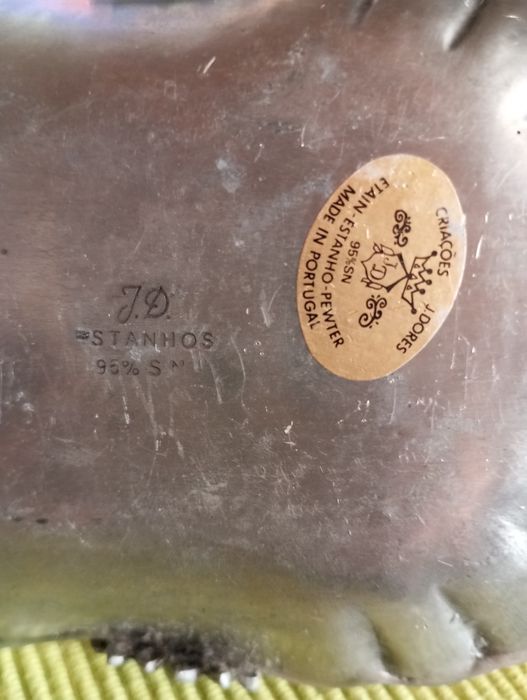 J.D.
ESTANHOS
95% SN
CRIAÇÕES J.DORES
J.D
95%SN
ETAIN-ESTANHO-PEWTER
MADE IN PORTUGAL